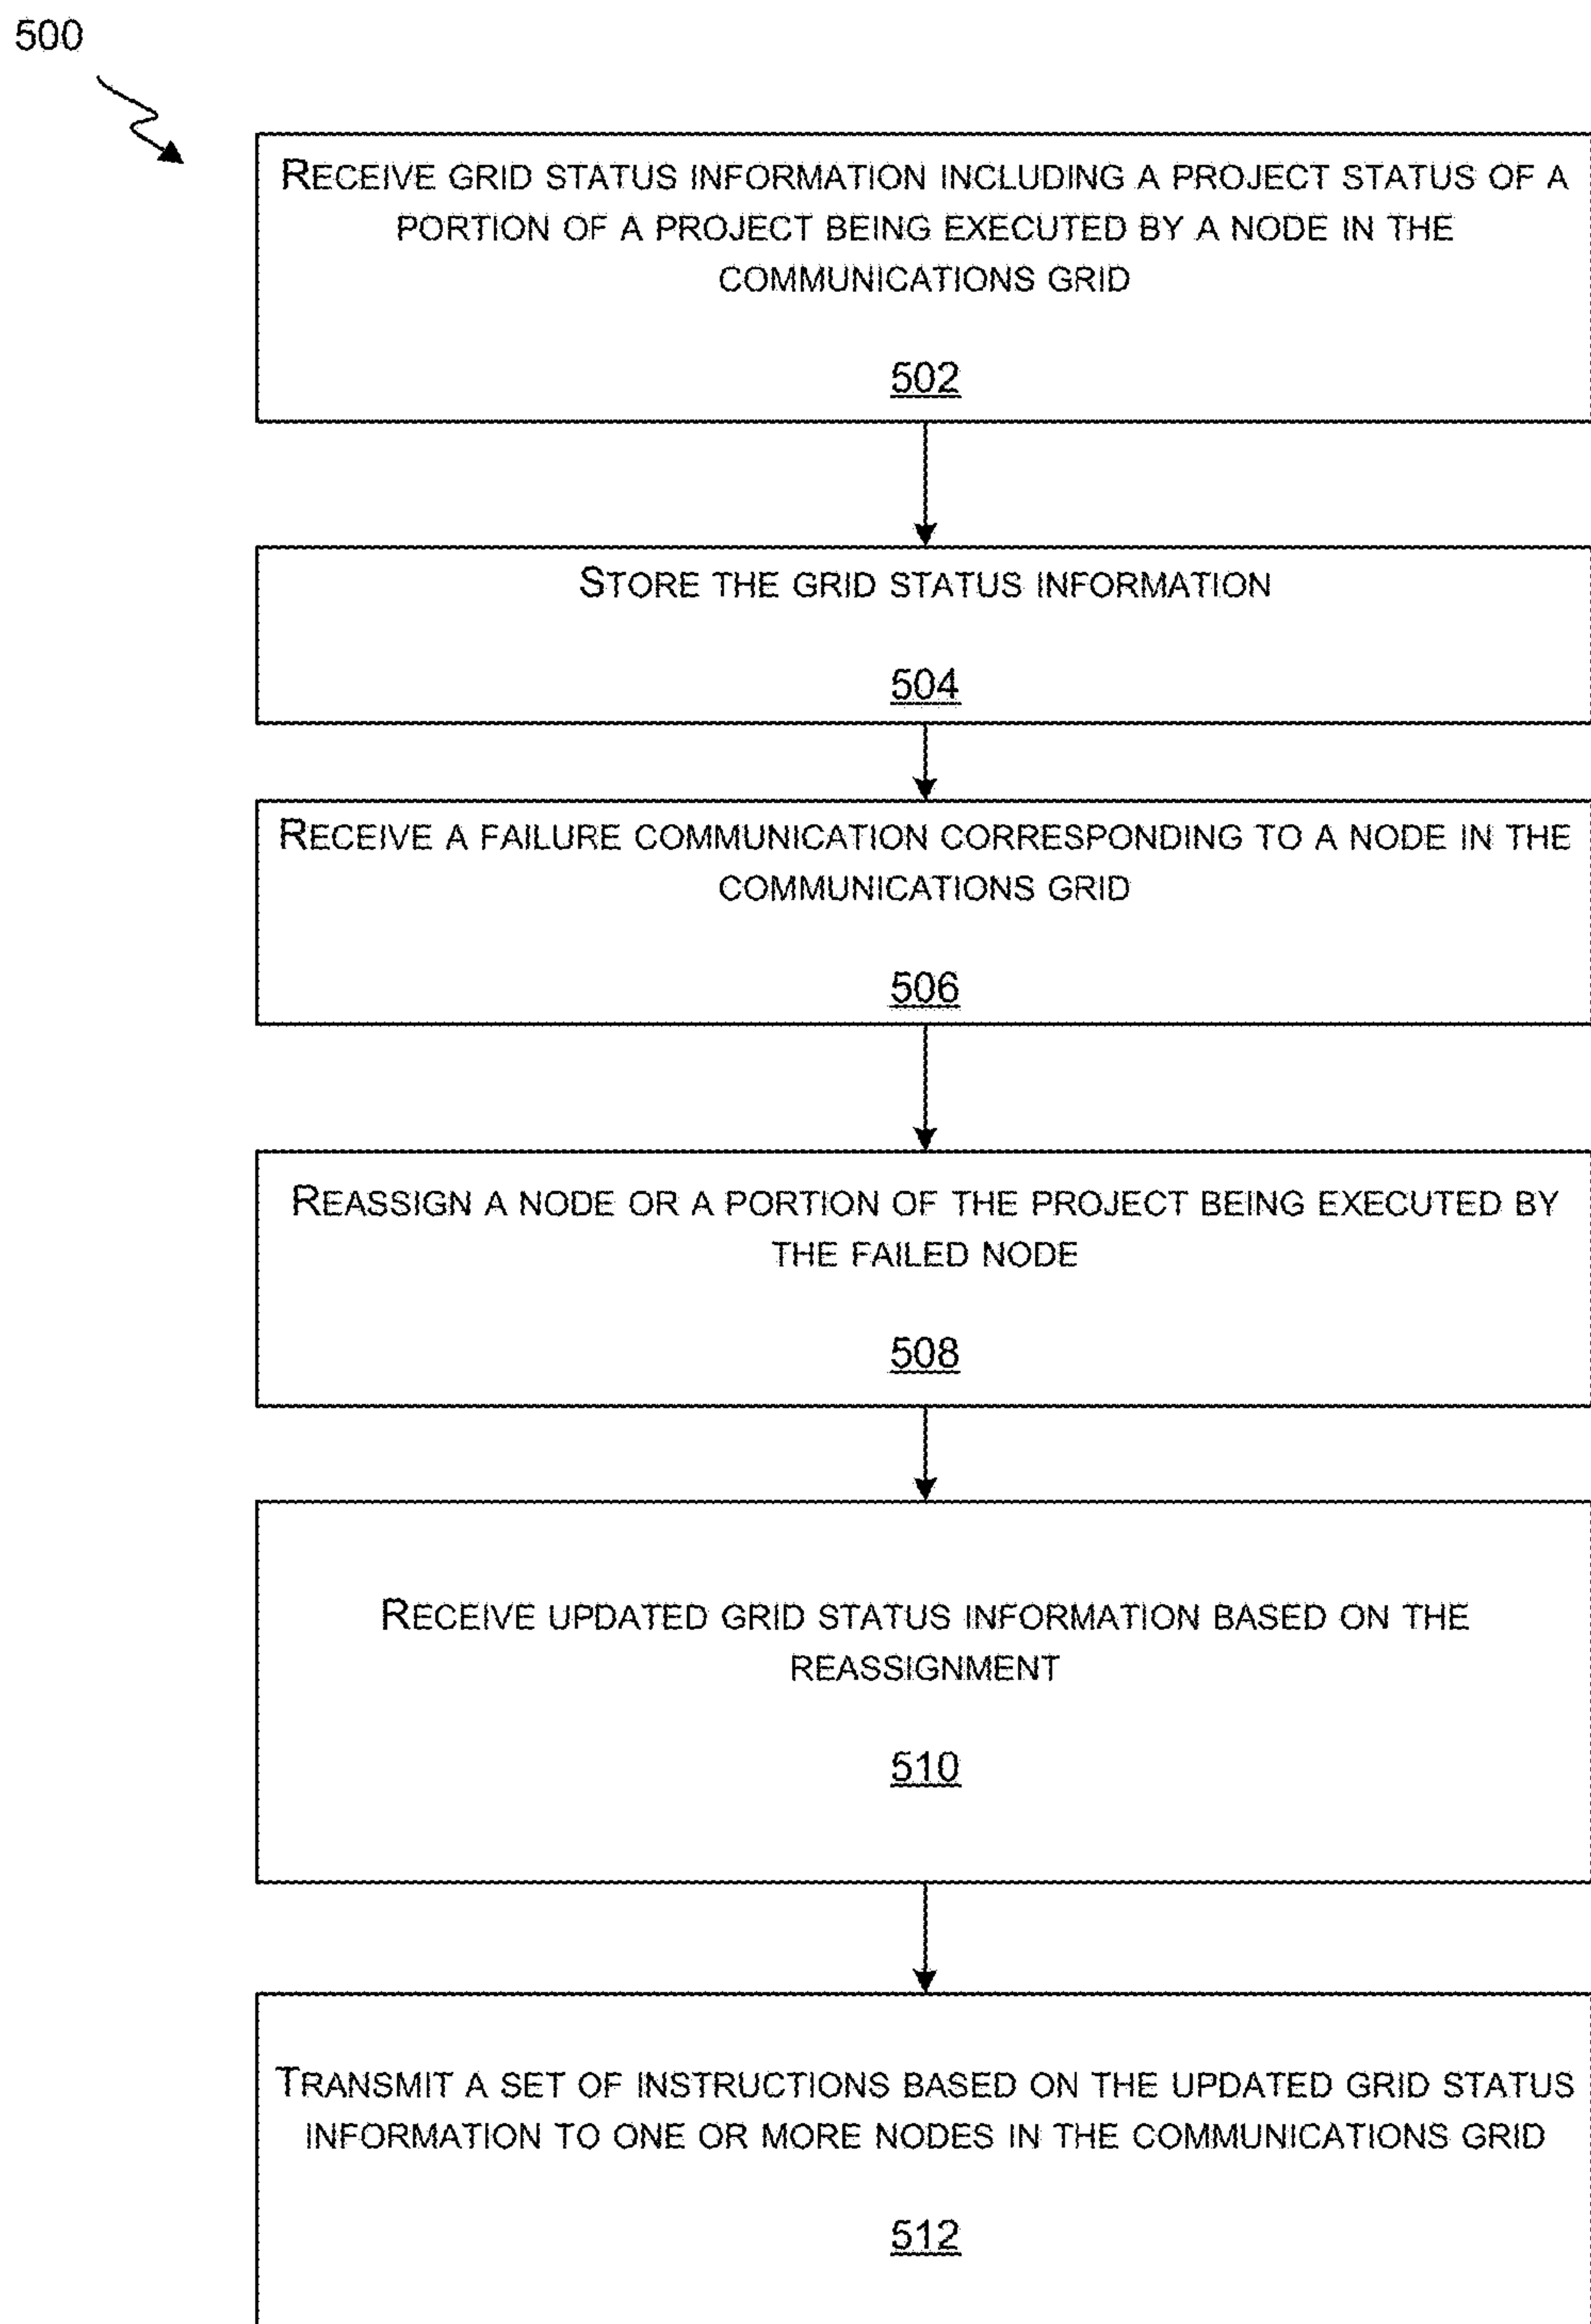 500
RECEIVE GRID STATUS INFORMATION INCLUDING A PROJECT STATUS OF A
PORTION OF A PROJECT BEING EXECUTED BY A NODE IN THE
COMMUNICATIONS GRID
502
STORE THE GRID STATUS INFORMATION
504
RECEIVE A FAILURE COMMUNICATION CORRESPONDING TO A NODE IN THE
COMMUNICATIONS GRID
506
REASSIGN A NODE OR A PORTION OF THE PROJECT BEING EXECUTED BY
THE FAILED NODE
508
RECEIVE UPDATED GRID STATUS INFORMATION BASED ON THE
REASSIGNMENT
510
TRANSMIT A SET OF INSTRUCTIONS BASED ON THE UPDATED GRID STATUS
INFORMATION TO ONE OR MORE NODES IN THE COMMUNICATIONS GRID
512